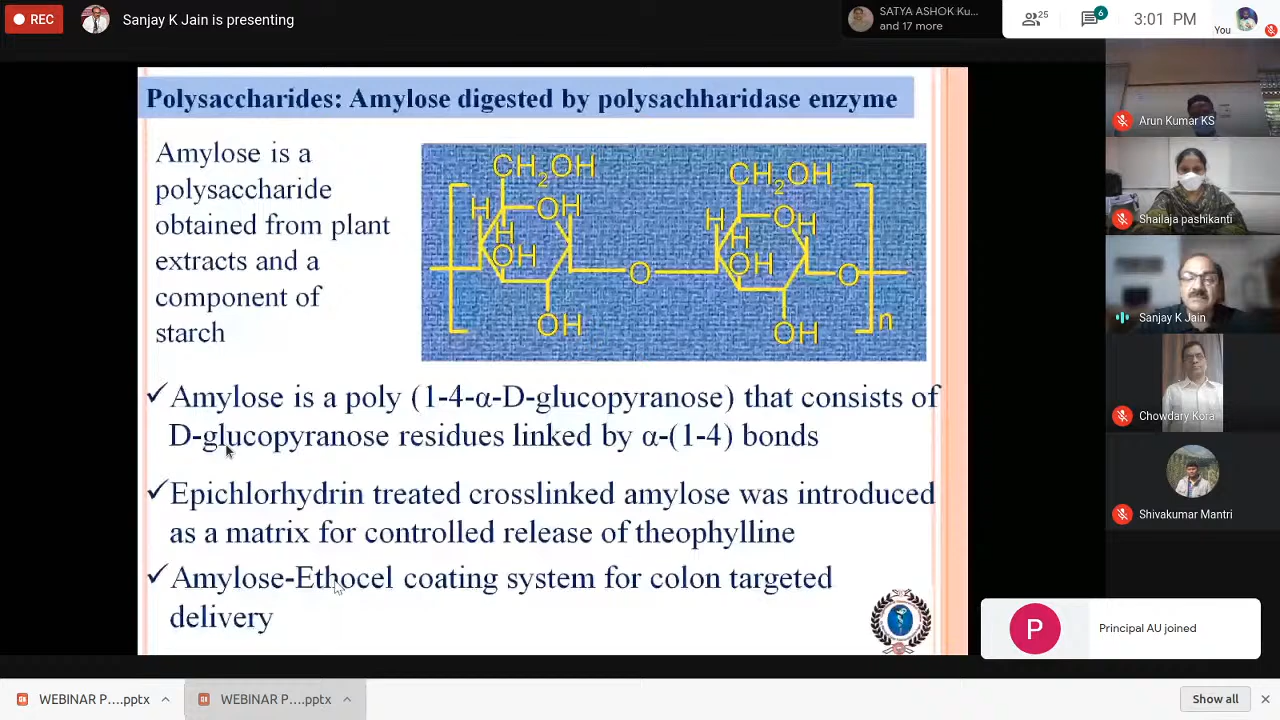 REC
Sanjay K Jain is presenting
SATYA ASHOK Ku...
and 17 more
25
6
3:01 PM
You
Polysaccharides: Amylose digested by polysachharidase enzyme
Amylose is a
polysaccharide
obtained from plant
extracts and a
component of
starch
CH2OH CH2OH
H O H H O H
H H
OH OH
O O
OH OH
n
✓Amylose is a poly (1-4-α-D-glucopyranose) that consists of
D-glucopyranose residues linked by α-(1-4) bonds
✓Epichlorhydrin treated crosslinked amylose was introduced
as a matrix for controlled release of theophylline
✓Amylose-Ethocel coating system for colon targeted
delivery
Arun Kumar KS
Shailaja pashikanti
Sanjay K Jain
Chowdary Kora
Shivakumar Mantri
P
Principal AU joined
WEBINAR P....pptx
WEBINAR P....pptx
Show all